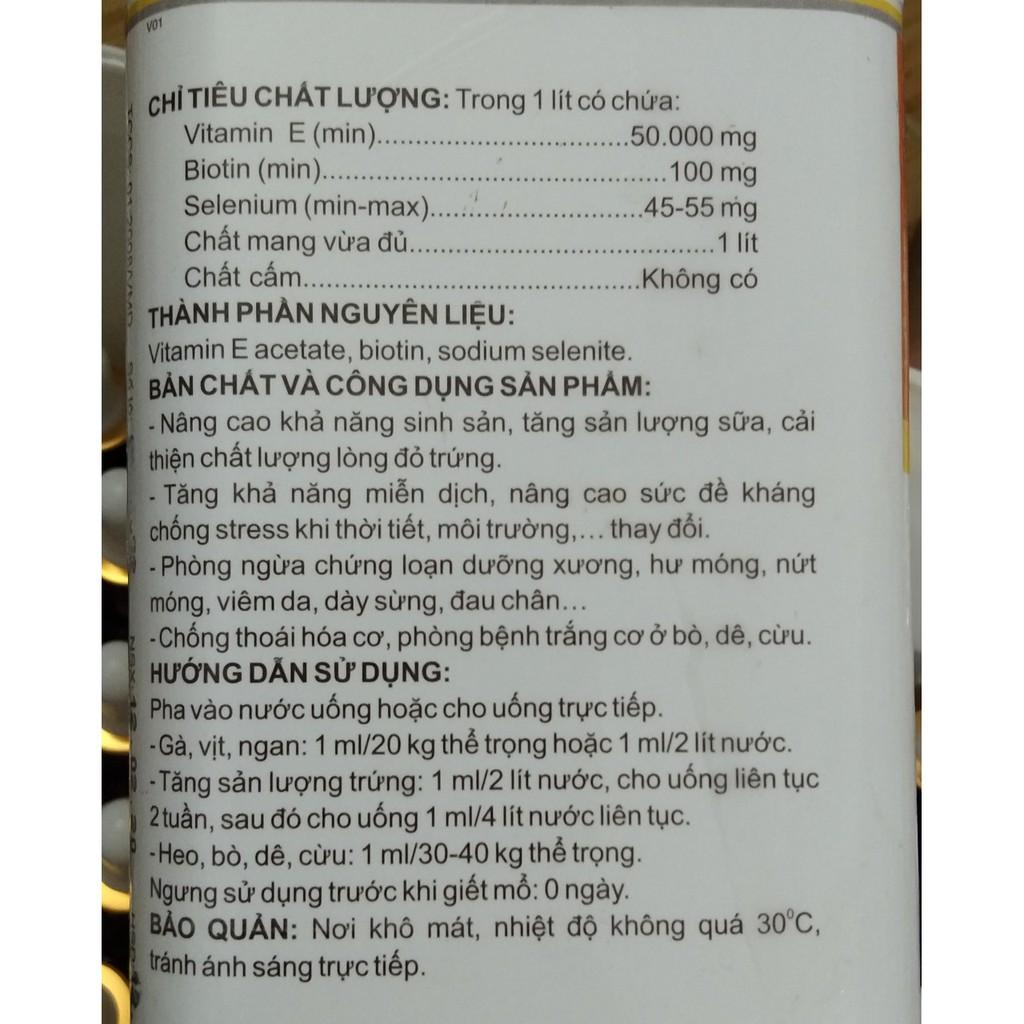 V01
CHỈ TIÊU CHẤT LƯỢNG: Trong 1 lít có chứa:
Vitamin E (min)................................50.000 mg
Biotin (min)............................................100 mg
Selenium (min-max)...........................45-55 mg
Chất mang vừa đủ.......................................1 lít
Chất cấm...........................................Không có
THÀNH PHẦN NGUYÊN LIỆU:
Vitamin E acetate, biotin, sodium selenite.
BẢN CHẤT VÀ CÔNG DỤNG SẢN PHẨM:
- Nâng cao khả năng sinh sản, tăng sản lượng sữa, cải
thiện chất lượng lòng đỏ trứng.
- Tăng khả năng miễn dịch, nâng cao sức đề kháng
chống stress khi thời tiết, môi trường,... thay đổi.
- Phòng ngừa chứng loạn dưỡng xương, hư móng, nứt
móng, viêm da, dày sừng, đau chân...
- Chống thoái hóa cơ, phòng bệnh trắng cơ ở bò, dê, cừu.
HƯỚNG DẪN SỬ DỤNG:
Pha vào nước uống hoặc cho uống trực tiếp.
- Gà, vịt, ngan: 1 ml/20 kg thể trọng hoặc 1 ml/2 lít nước.
- Tăng sản lượng trứng: 1 ml/2 lít nước, cho uống liên tục
2 tuần, sau đó cho uống 1 ml/4 lít nước liên tục.
- Heo, bò, dê, cừu: 1 ml/30-40 kg thể trọng.
Ngưng sử dụng trước khi giết mổ: 0 ngày.
BẢO QUẢN: Nơi khô mát, nhiệt độ không quá 30⁰C,
tránh ánh sáng trực tiếp.